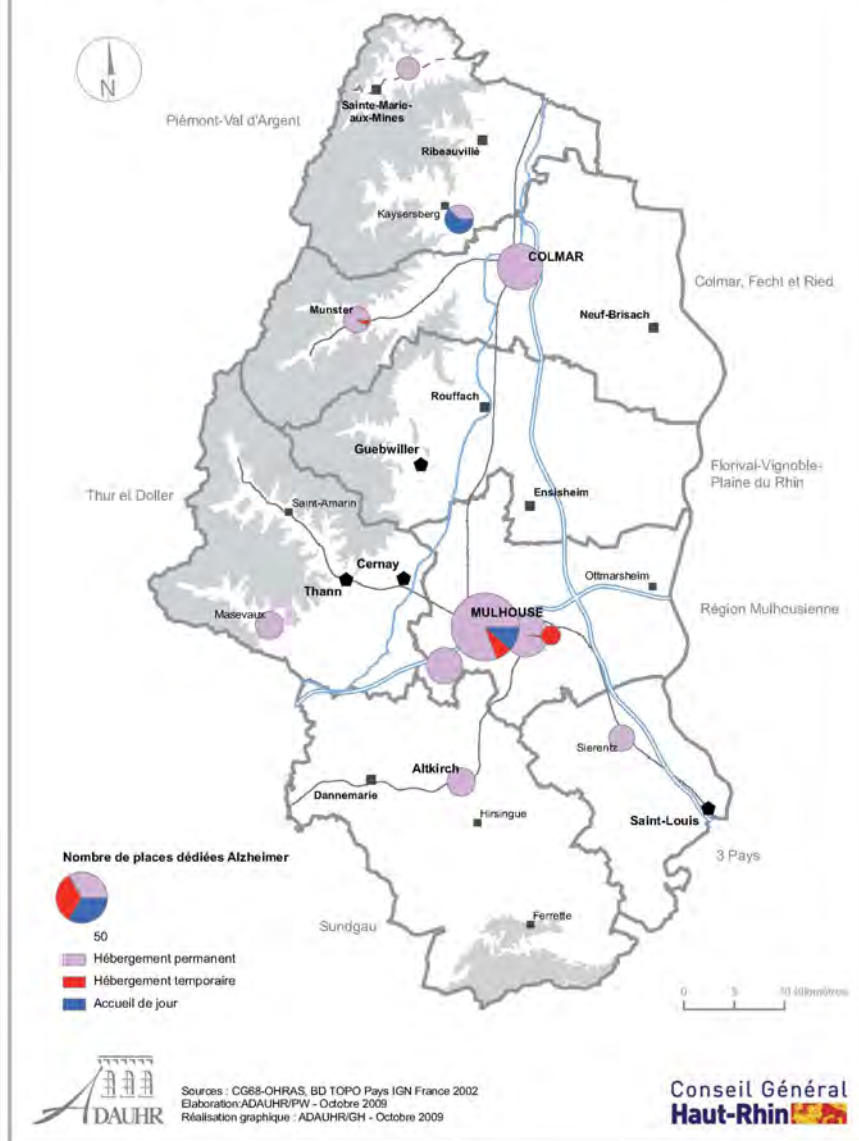 N
Sainte-Marie-
aux-Mines
Piémont-Val d'Argent
Ribeauvillé
Kaysersberg
COLMAR
Colmar, Fecht et Ried
Munster
Neuf-Brisach
Rouffach
Guebwiller
Florival-Vignoble-
Plaine du Rhin
Thur et Doller
Saint-Amarin
Ensisheim
Cernay
Thann
Ottmarsheim
MULHOUSE
Région Mulhousienne
Masevaux
Sierentz
Altkirch
Dannemarie
Hirsingue
Saint-Louis
3 Pays
Nombre de places dédiées Alzheimer
50
Sundgau
Ferrette
Hébergement permanent
Hébergement temporaire
Accueil de jour
0 5 10 kilomètres
ADAUHR
Sources : CG68-OHRAS, BD TOPO Pays IGN France 2002
Elaboration:ADAUHR/PW - Octobre 2009
Réalisation graphique : ADAUHR/GH - Octobre 2009
Conseil Général
Haut-Rhin